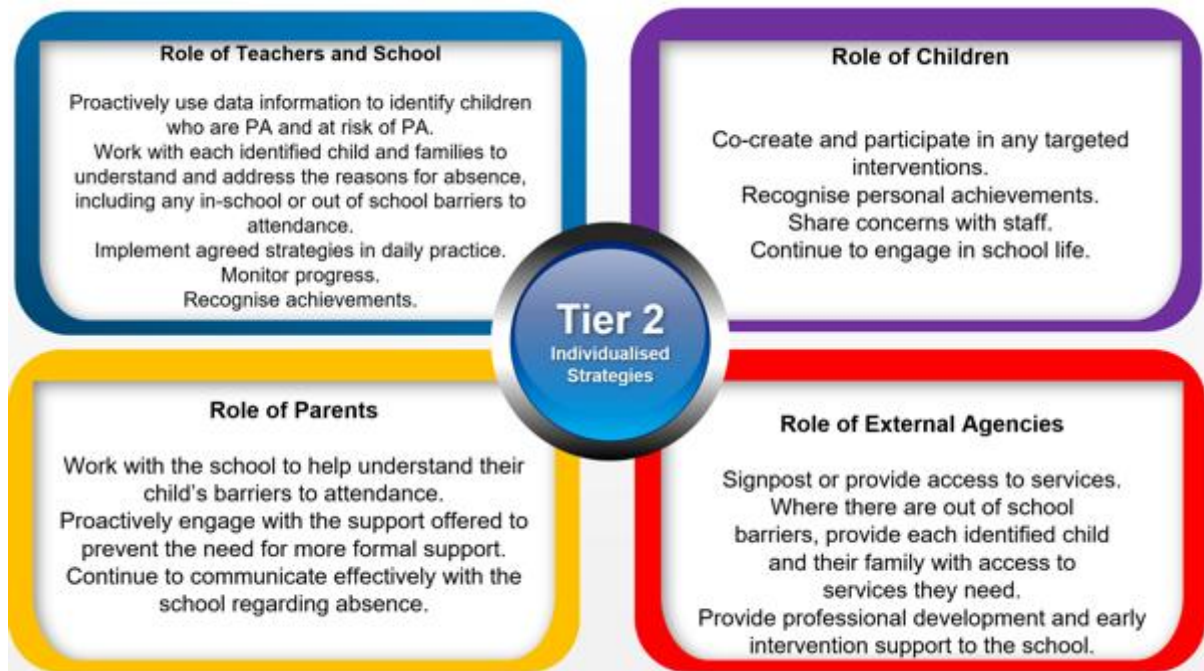 Role of Teachers and School
Proactively use data information to identify children
who are PA and at risk of PA.
Work with each identified child and families to
understand and address the reasons for absence,
including any in-school or out of school barriers to
attendance.
Implement agreed strategies in daily practice.
Monitor progress.
Recognise achievements.
Role of Children
Co-create and participate in any targeted
interventions.
Recognise personal achievements.
Share concerns with staff.
Continue to engage in school life.
Tier 2
Individualised
Strategies
Role of Parents
Work with the school to help understand their
child's barriers to attendance.
Proactively engage with the support offered to
prevent the need for more formal support.
Continue to communicate effectively with the
school regarding absence.
Role of External Agencies
Signpost or provide access to services.
Where there are out of school
barriers, provide each identified child
and their family with access to
services they need.
Provide professional development and early
intervention support to the school.